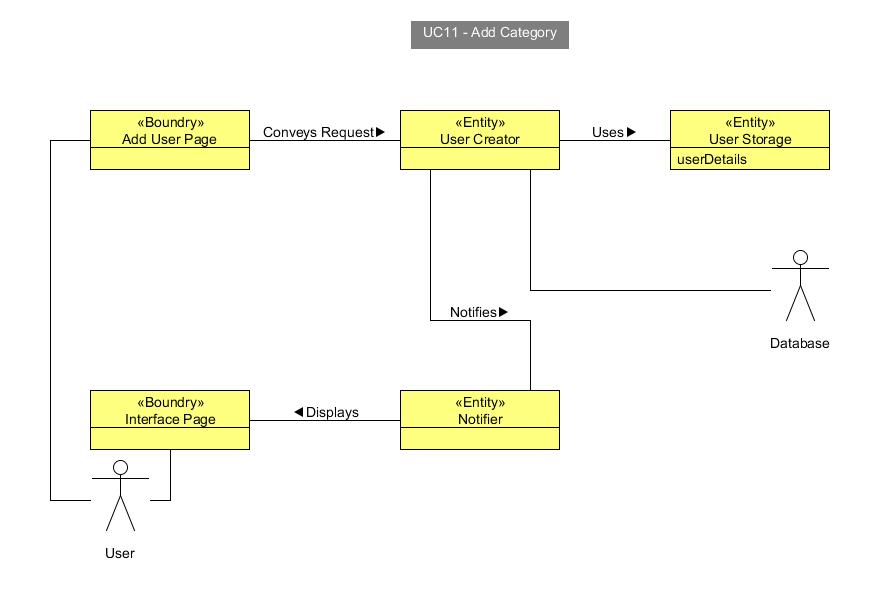 UC11 - Add Category
«Boundry»
Add User Page
Conveys Request
«Entity»
User Creator
Uses
«Entity»
User Storage
userDetails
Database
Notifies
«Boundry»
Interface Page
Displays
«Entity»
Notifier
User